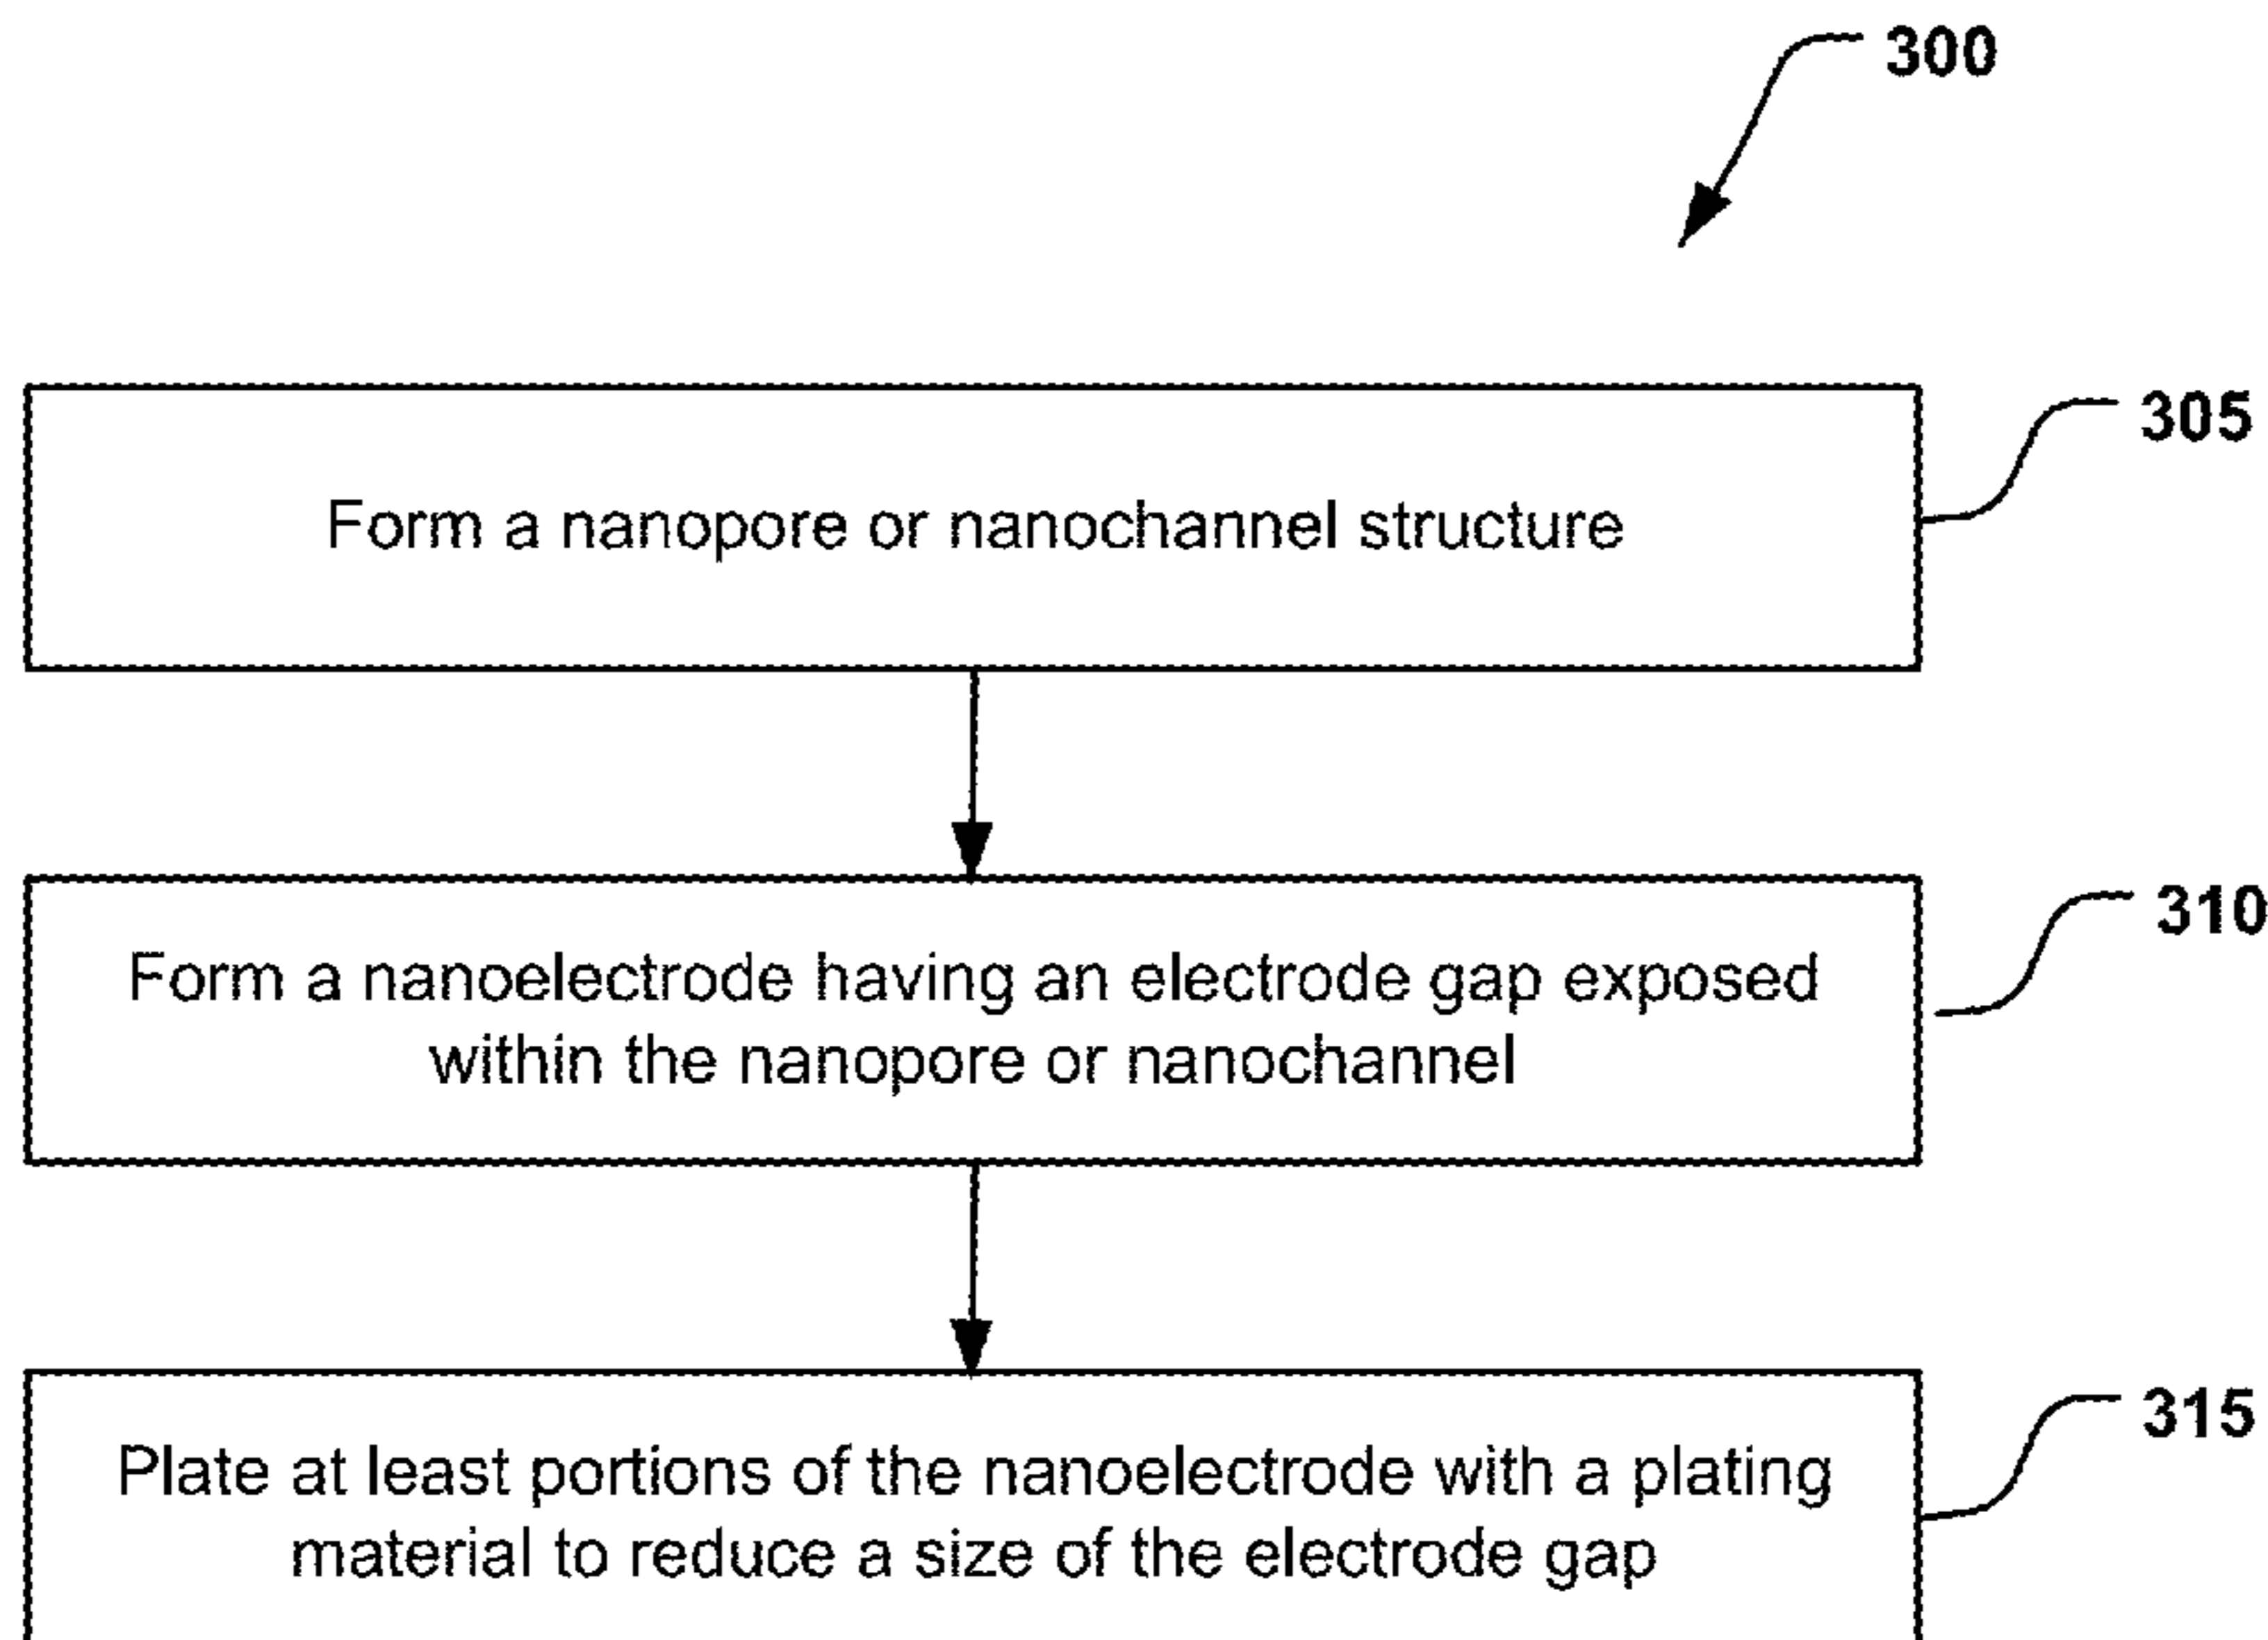 300
305
Form a nanopore or nanochannel structure
310
Form a nanoelectrode having an electrode gap exposed
within the nanopore or nanochannel
315
Plate at least portions of the nanoelectrode with a plating
material to reduce a size of the electrode gap